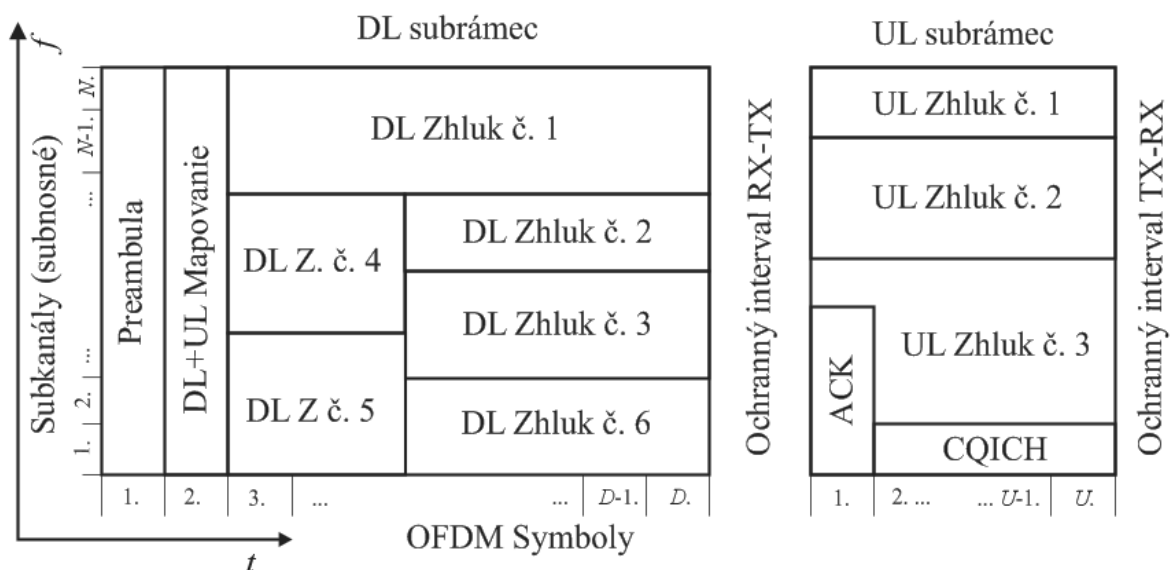 DL subrámec
UL subrámec
f
Subkanály (subnosné)
N.
N-1.
...
...
2.
1.
Preambula
DL+UL Mapovanie
DL Zhluk č. 1
DL Z. č. 4
DL Zhluk č. 2
DL Zhluk č. 3
DL Z č. 5
DL Zhluk č. 6
Ochranný interval RX-TX
UL Zhluk č. 1
UL Zhluk č. 2
UL Zhluk č. 3
ACK
CQICH
Ochranný interval TX-RX
1. 2. 3. ... ... D-1. D.
1. 2. ... ... U-1. U.
OFDM Symboly
t